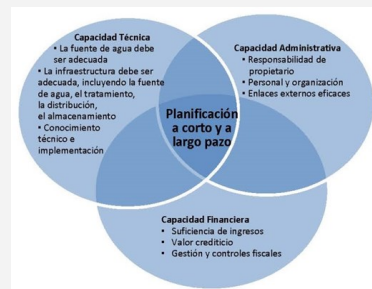 Capacidad Técnica
• La fuente de agua debe
ser adecuada
• La infraestructura debe ser
adecuada, incluyendo la fuente
de agua, el tratamiento,
la distribución,
el almacenamiento
• Conocimiento
técnico e
implementación
Capacidad Administrativa
• Responsabilidad de
propietario
• Personal y organización
• Enlaces externos eficaces
Planificación
a corto y a
largo pazo
Capacidad Financiera
• Suficiencia de ingresos
• Valor crediticio
• Gestión y controles fiscales